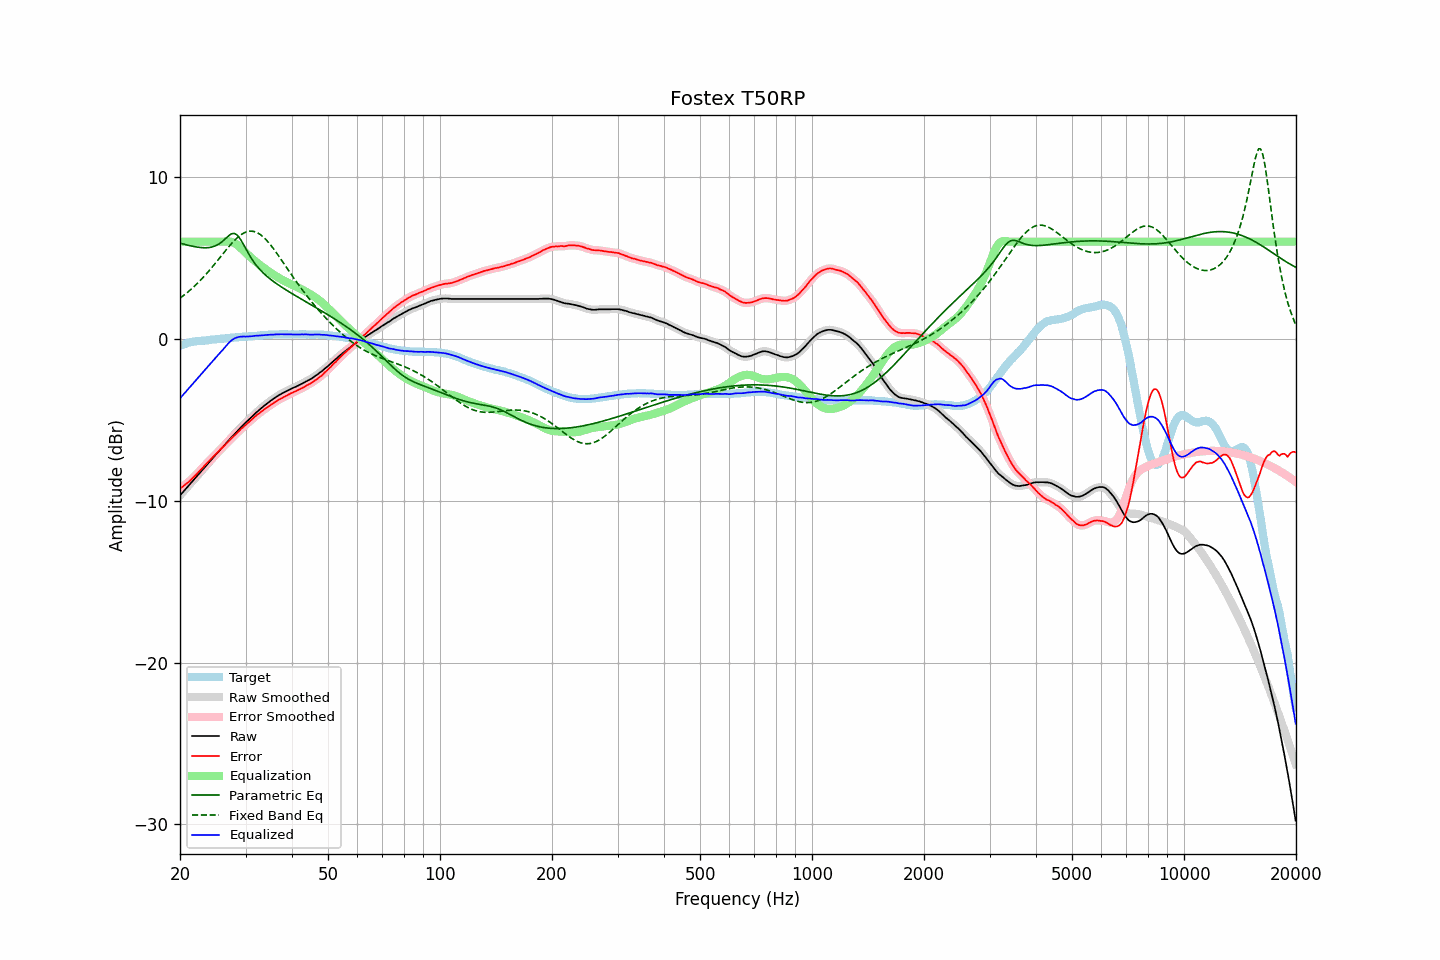 Fostex T50RP
Amplitude (dBr)
10
0
−10
−20
−30
Target
Raw Smoothed
Error Smoothed
Raw
Error
Equalization
Parametric Eq
Fixed Band Eq
Equalized
20 50 100 200 500 1000 2000 5000 10000 20000
Frequency (Hz)